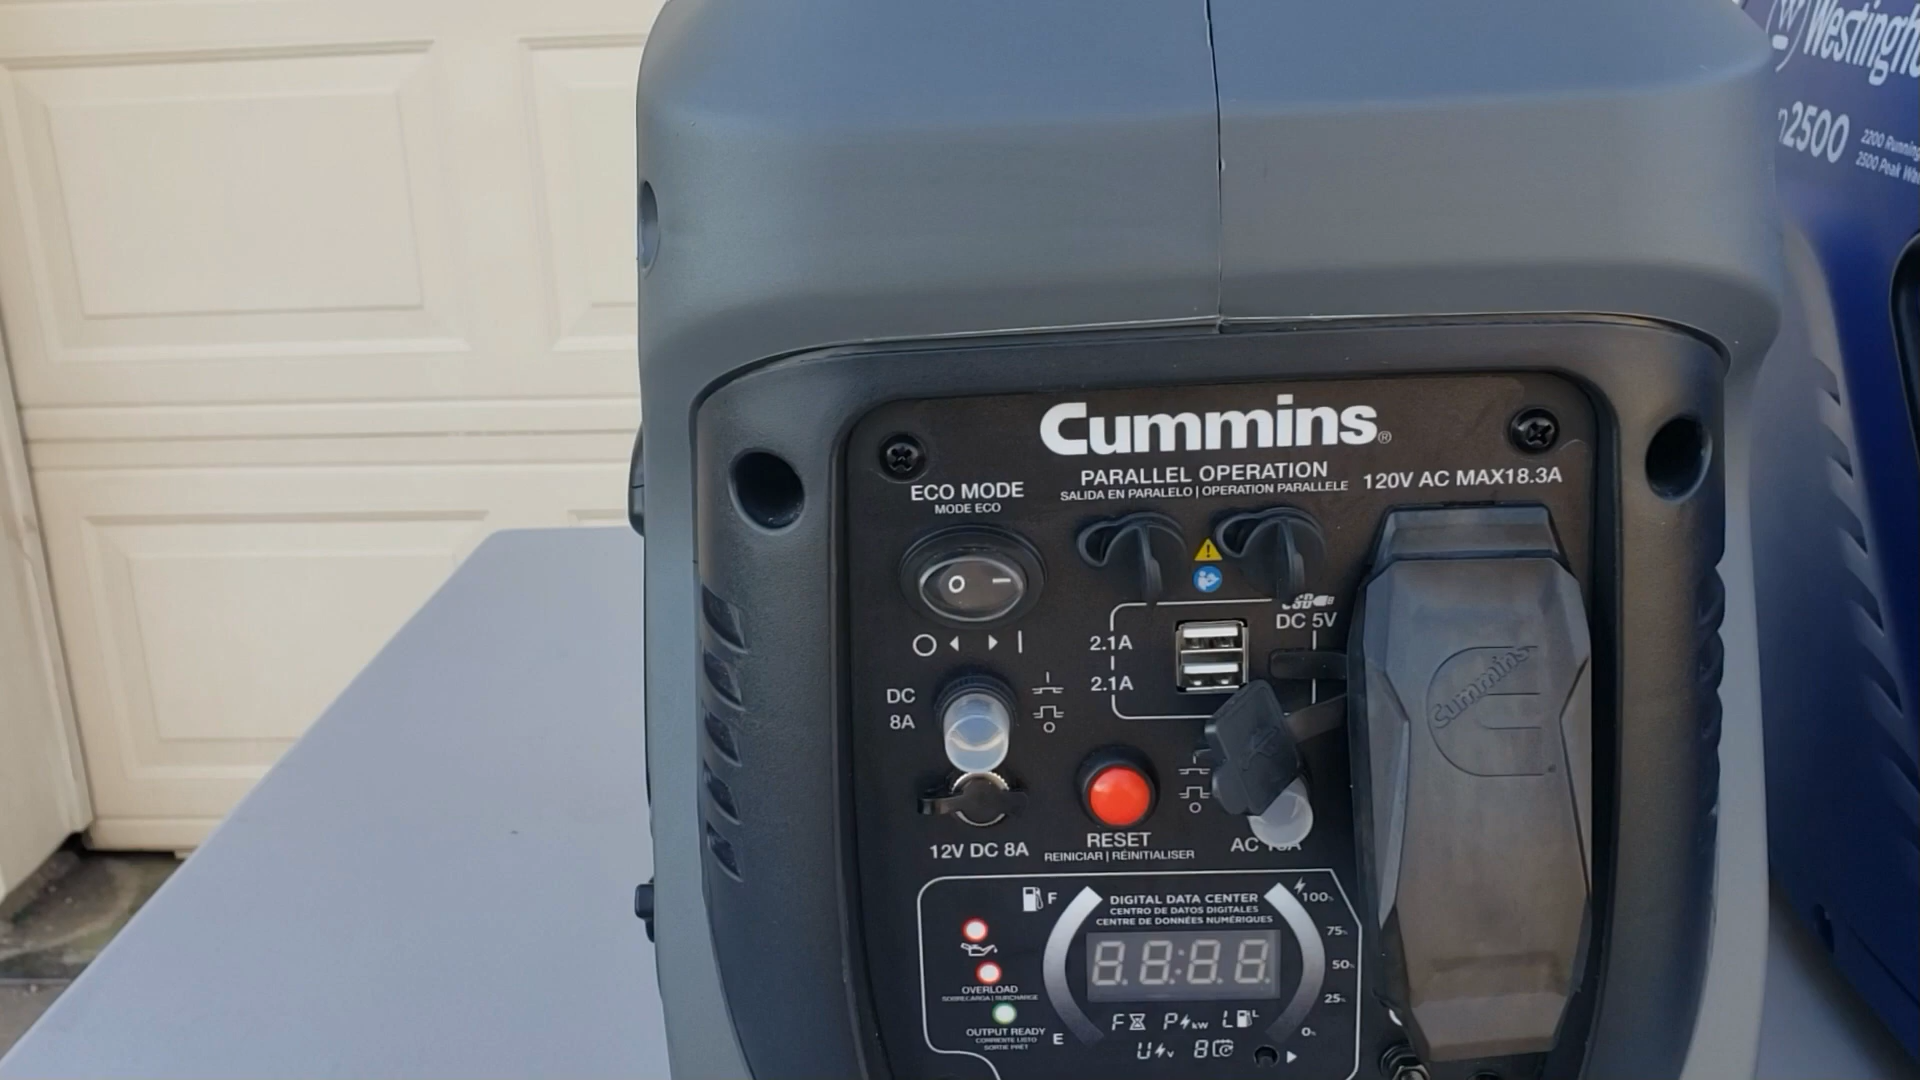 Cummins®
PARALLEL OPERATION
SALIDA EN PARALELO | OPERATION PARALLELE
120V AC MAX18.3A
ECO MODE
MODE ECO
O I
DC 5V
2.1A
2.1A
DC
8A
12V DC 8A
RESET
REINICIAR | RÉINITIALISER
AC
Cummins
F
E
DIGITAL DATA CENTER
CENTRO DE DATOS DIGITALES
CENTRE DE DONNÉES NUMÉRIQUES
8.8:8.8.
100%
75%
50%
25%
0%
OVERLOAD
SOBRECARGA | SURCHARGE
OUTPUT READY
CORRIENTE LISTO
SORTIE PRÊT
F P kW L L
U V 8
W Westingh
2500
2200 Running
2500 Peak